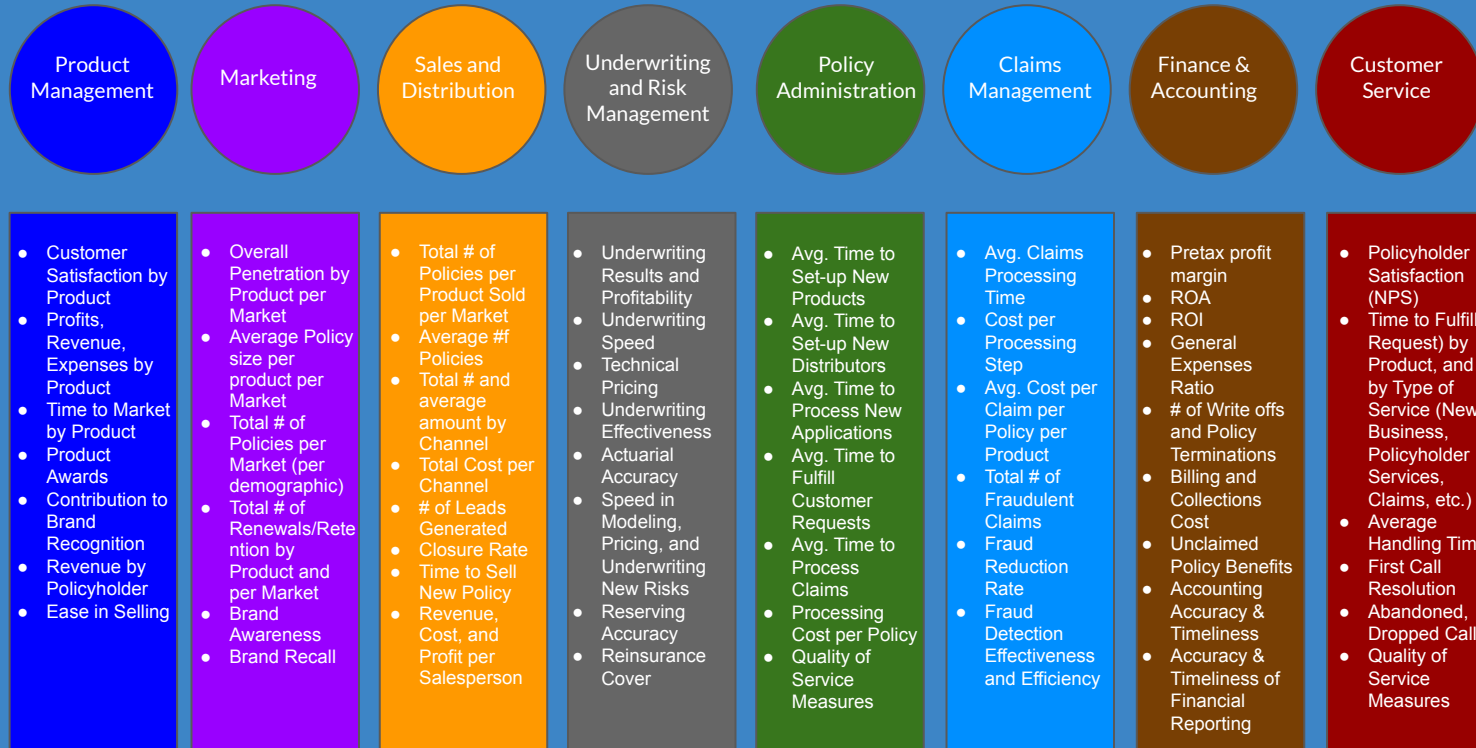 Product
Management
Marketing
Sales and
Distribution
Underwriting
and Risk
Management
Policy
Administration
Claims
Management
Finance &
Accounting
Customer
Service
● Customer
Satisfaction by
Product
● Profits,
Revenue,
Expenses by
Product
● Time to Market
by Product
● Product
Awards
● Contribution to
Brand
Recognition
● Revenue by
Policyholder
● Ease in Selling
● Overall
Penetration by
Product per
Market
● Average Policy
size per
product per
Market
● Total # of
Policies per
Market (per
demographic)
● Total # of
Renewals/Rete
ntion by
Product and
per Market
● Brand
Awareness
● Brand Recall
● Total # of
Policies per
Product Sold
per Market
● Average #f
Policies
● Total # and
average
amount by
Channel
● Total Cost per
Channel
● # of Leads
Generated
● Closure Rate
● Time to Sell
New Policy
● Revenue,
Cost, and
Profit per
Salesperson
● Underwriting
Results and
Profitability
● Underwriting
Speed
● Technical
Pricing
● Underwriting
Effectiveness
● Actuarial
Accuracy
● Speed in
Modeling,
Pricing, and
Underwriting
New Risks
● Reserving
Accuracy
● Reinsurance
Cover
● Avg. Time to
Set-up New
Products
● Avg. Time to
Set-up New
Distributors
● Avg. Time to
Process New
Applications
● Avg. Time to
Fulfill
Customer
Requests
● Avg. Time to
Process
Claims
● Processing
Cost per Policy
● Quality of
Service
Measures
● Avg. Claims
Processing
Time
● Cost per
Processing
Step
● Avg. Cost per
Claim per
Policy per
Product
● Total # of
Fraudulent
Claims
● Fraud
Reduction
Rate
● Fraud
Detection
Effectiveness
and Efficiency
● Pretax profit
margin
● ROA
● ROI
● General
Expenses
Ratio
● # of Write offs
and Policy
Terminations
● Billing and
Collections
Cost
● Unclaimed
Policy Benefits
● Accounting
Accuracy &
Timeliness
● Accuracy &
Timeliness of
Financial
Reporting
● Policyholder
Satisfaction
(NPS)
● Time to Fulfill
Request) by
Product, and
by Type of
Service (New
Business,
Policyholder
Services,
Claims, etc.)
● Average
Handling Tim
● First Call
Resolution
● Abandoned,
Dropped Call
● Quality of
Service
Measures